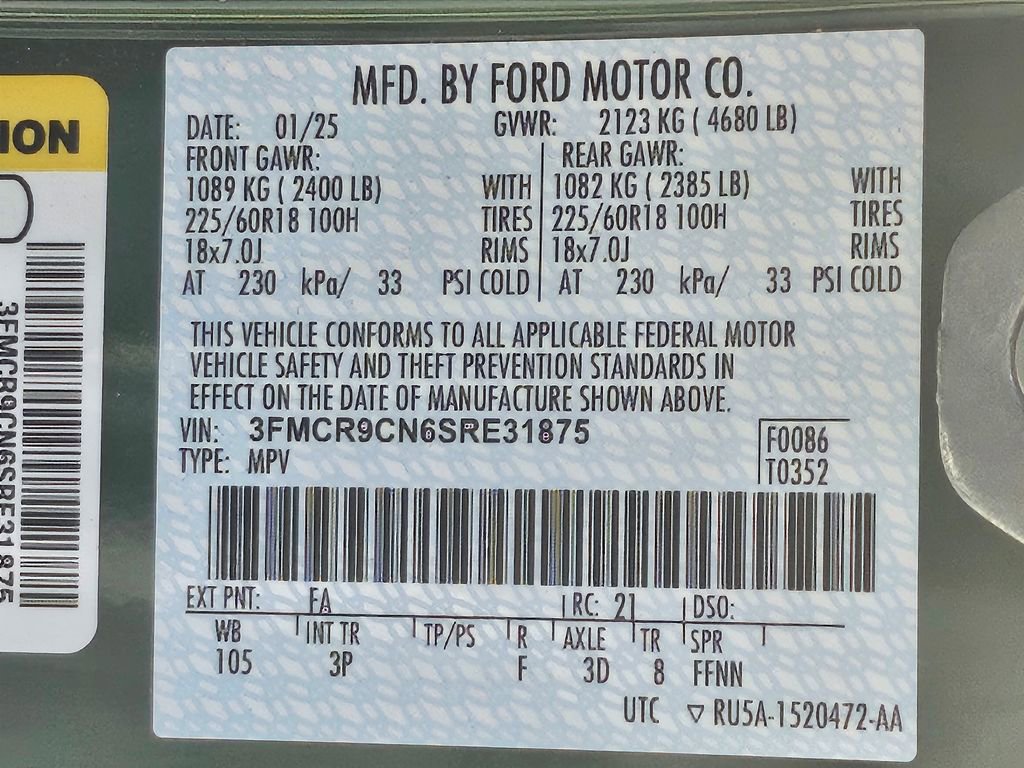 MFD. BY FORD MOTOR CO.
DATE: 01/25 GVWR: 2123 KG ( 4680 LB)
FRONT GAWR: REAR GAWR:
1089 KG ( 2400 LB) WITH 1082 KG ( 2385 LB) WITH
225/60R18 100H TIRES 225/60R18 100H TIRES
18x7.0J RIMS 18x7.0J RIMS
AT 230 kPa/ 33 PSI COLD AT 230 kPa/ 33 PSI COLD
THIS VEHICLE CONFORMS TO ALL APPLICABLE FEDERAL MOTOR
VEHICLE SAFETY AND THEFT PREVENTION STANDARDS IN
EFFECT ON THE DATE OF MANUFACTURE SHOWN ABOVE.
VIN: 3FMCR9CN6SRE31875
F0086
TYPE: MPV
T0352
EXT PNT: FA RC: 21 DSO:
WB INT TR TP/PS R AXLE TR SPR
105 3P F 3D 8 FFNN
UTC ▽ RU5A-1520472-AA
ION
3FMCR9CN6SRE31875